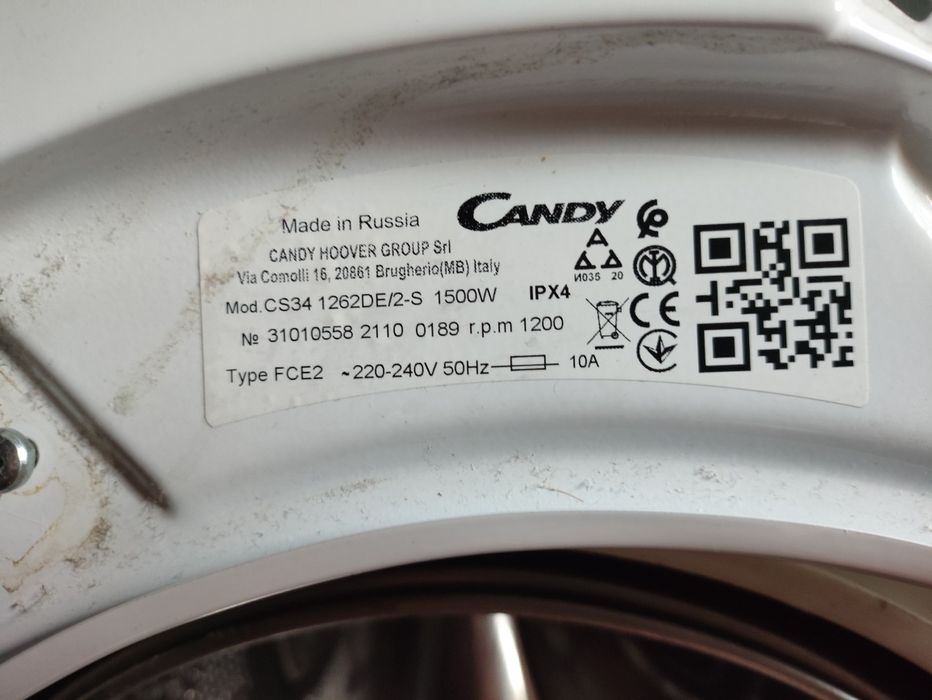 Made in Russia
CANDY
CANDY HOOVER GROUP Srl
Via Comolli 16, 20861 Brugherio(MB) Italy
И035 20
Mod.CS34 1262DE/2-S 1500W IPX4
№ 31010558 2110 0189 r.p.m 1200
Type FCE2 ~220-240V 50Hz 10A
CE